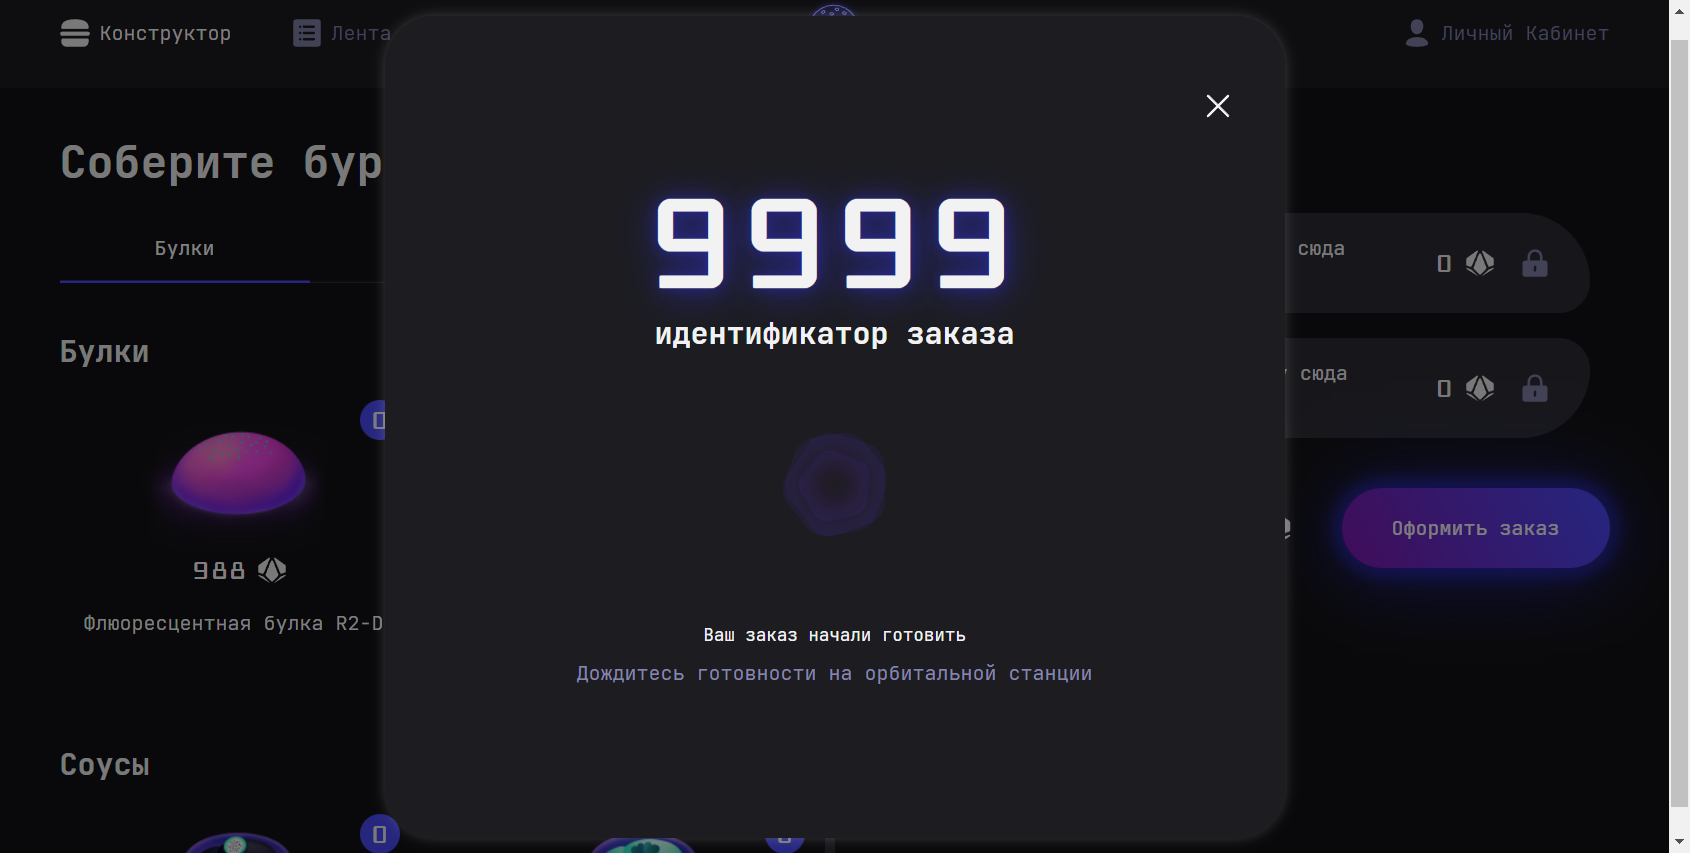 Конструктор
Лента
Личный Кабинет
Соберите бур
Булки
Булки
0
988
Флюоресцентная булка R2-D
Соусы
0
9999
идентификатор заказа
Ваш заказ начали готовить
Дождитесь готовности на орбитальной станции
сюда
0
сюда
0
Оформить заказ